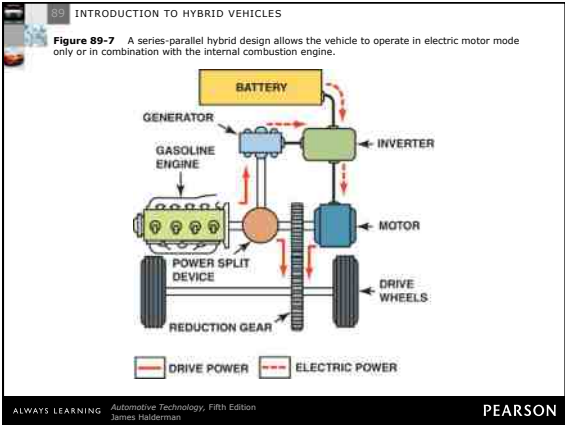 89 INTRODUCTION TO HYBRID VEHICLES
Figure 89-7 A series-parallel hybrid design allows the vehicle to operate in electric motor mode
only or in combination with the internal combustion engine.
BATTERY
GENERATOR
INVERTER
GASOLINE
ENGINE
MOTOR
POWER SPLIT
DEVICE
DRIVE
WHEELS
REDUCTION GEAR
DRIVE POWER
ELECTRIC POWER
ALWAYS LEARNING
Automotive Technology, Fifth Edition
James Halderman
PEARSON